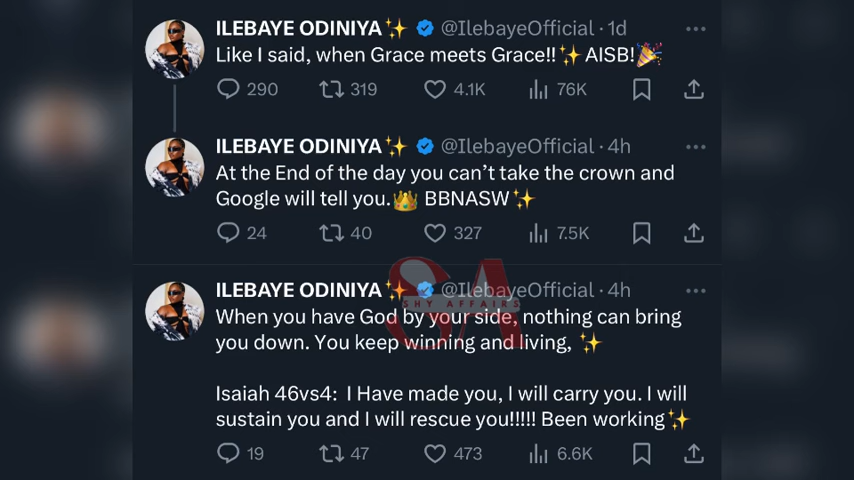 ILEBAYE ODINIYA✨ @IlebayeOfficial · 1d
Like I said, when Grace meets Grace!!✨ AISB!🎉
290 319 4.1K 76K
ILEBAYE ODINIYA✨ @IlebayeOfficial · 4h
At the End of the day you can’t take the crown and
Google will tell you.👑 BBNASW✨
24 40 327 7.5K
ILEBAYE ODINIYA✨ @IlebayeOfficial · 4h
SA
SHY AFFAIRS
When you have God by your side, nothing can bring
you down. You keep winning and living, ✨
Isaiah 46vs4:  I Have made you, I will carry you. I will
sustain you and I will rescue you!!!!! Been working✨
19 47 473 6.6K